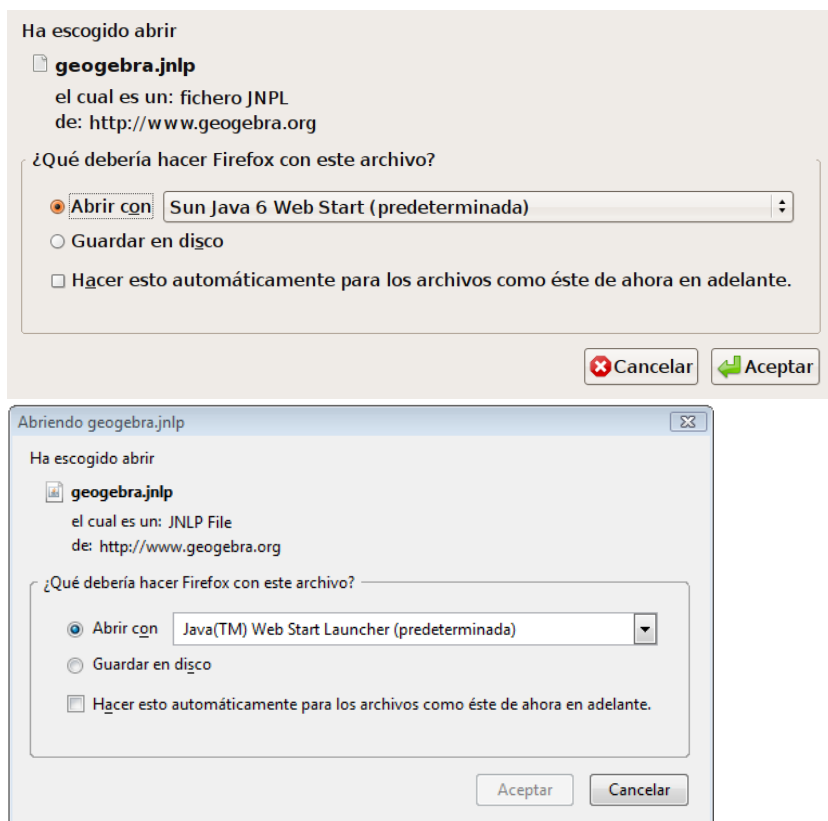 Ha escogido abrir
geogebra.jnlp
el cual es un: fichero JNPL
de: http://www.geogebra.org
¿Qué debería hacer Firefox con este archivo?
Abrir con Sun Java 6 Web Start (predeterminada)
Guardar en disco
Hacer esto automáticamente para los archivos como éste de ahora en adelante.
Cancelar Aceptar
Abriendo geogebra.jnlp
Ha escogido abrir
geogebra.jnlp
el cual es un: JNLP File
de: http://www.geogebra.org
¿Qué debería hacer Firefox con este archivo?
Abrir con Java(TM) Web Start Launcher (predeterminada)
Guardar en disco
Hacer esto automáticamente para los archivos como éste de ahora en adelante.
Aceptar Cancelar